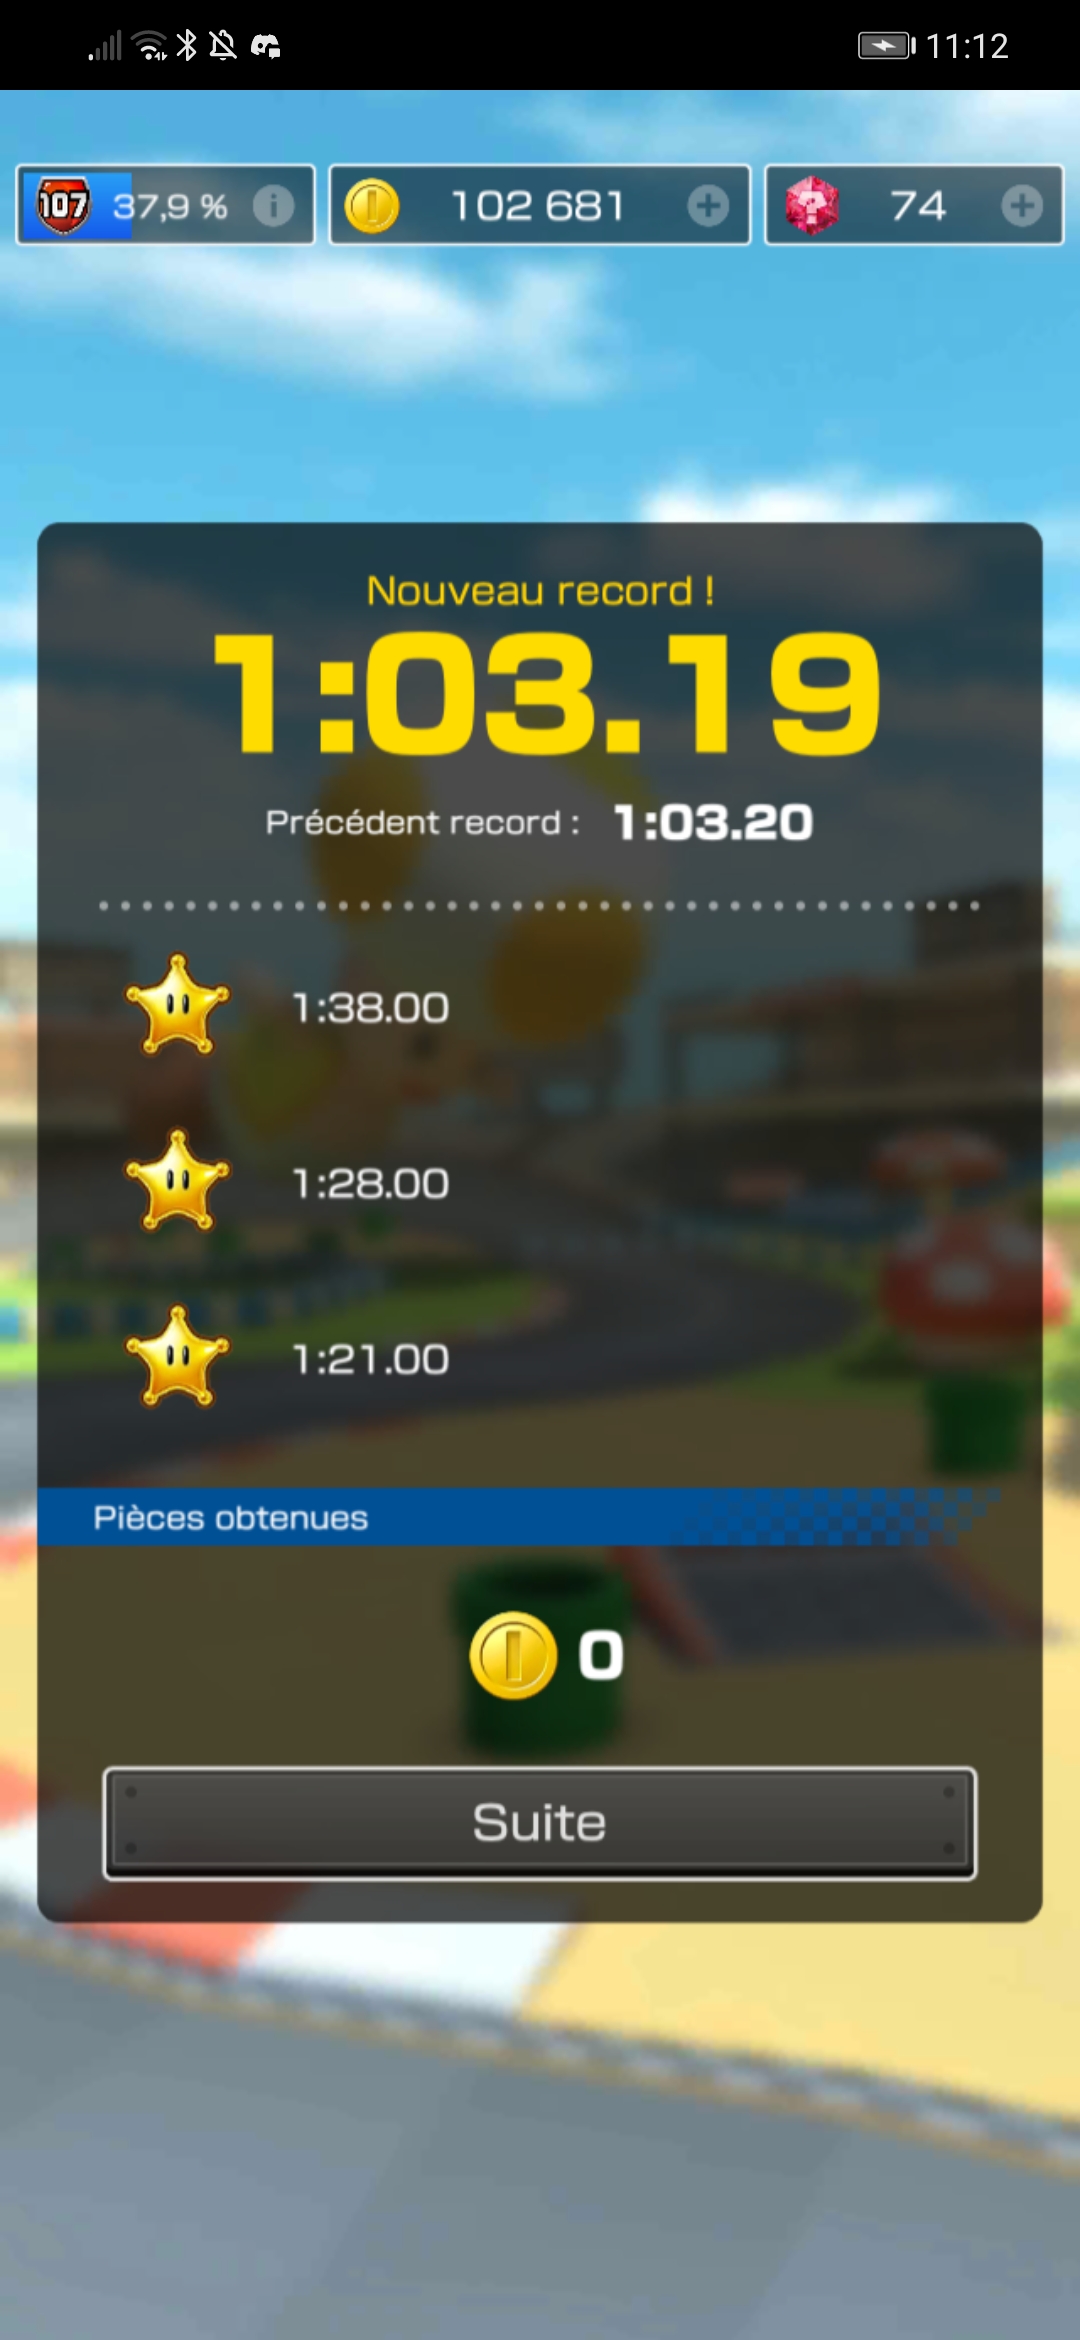 11:12
107 37,9 % 102 681 74
Nouveau record !
1:03.19
Précédent record : 1:03.20
1:38.00
1:28.00
1:21.00
Pièces obtenues
0
Suite